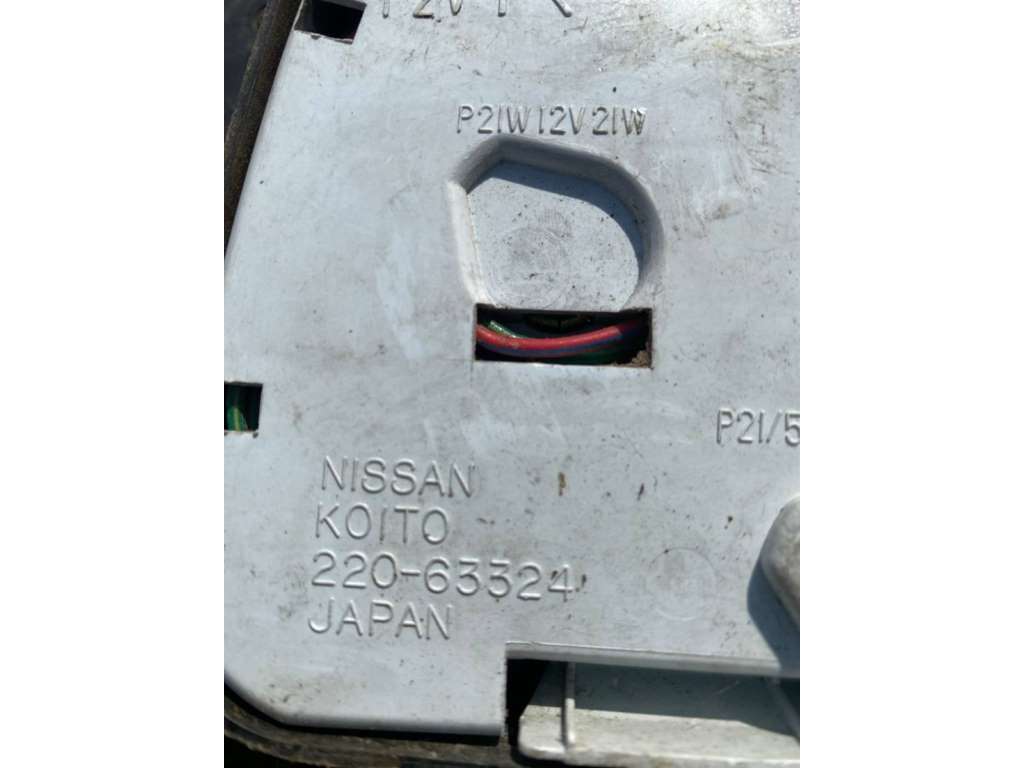 P21W12V21W
P21/5
NISSAN
KOITO
220-63324
JAPAN